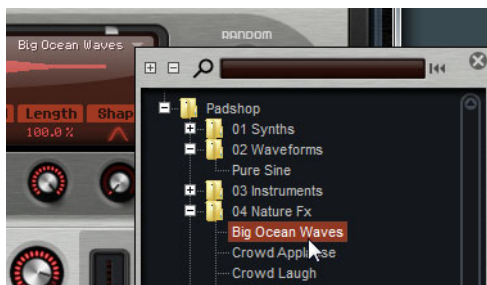 RANDOM
Big Ocean Waves
Length Shap
100.0 %
Padshop
01 Synths
02 Waveforms
Pure Sine
03 Instruments
04 Nature Fx
Big Ocean Waves
Crowd Applause
Crowd Laugh